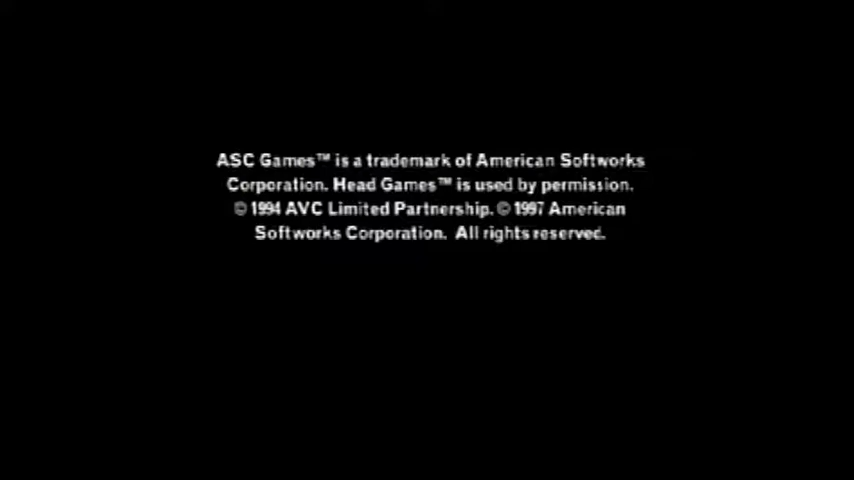 ASC Games™ is a trademark of American Softworks
Corporation. Head Games™ is used by permission.
© 1994 AVC Limited Partnership. © 1997 American
Softworks Corporation. All rights reserved.